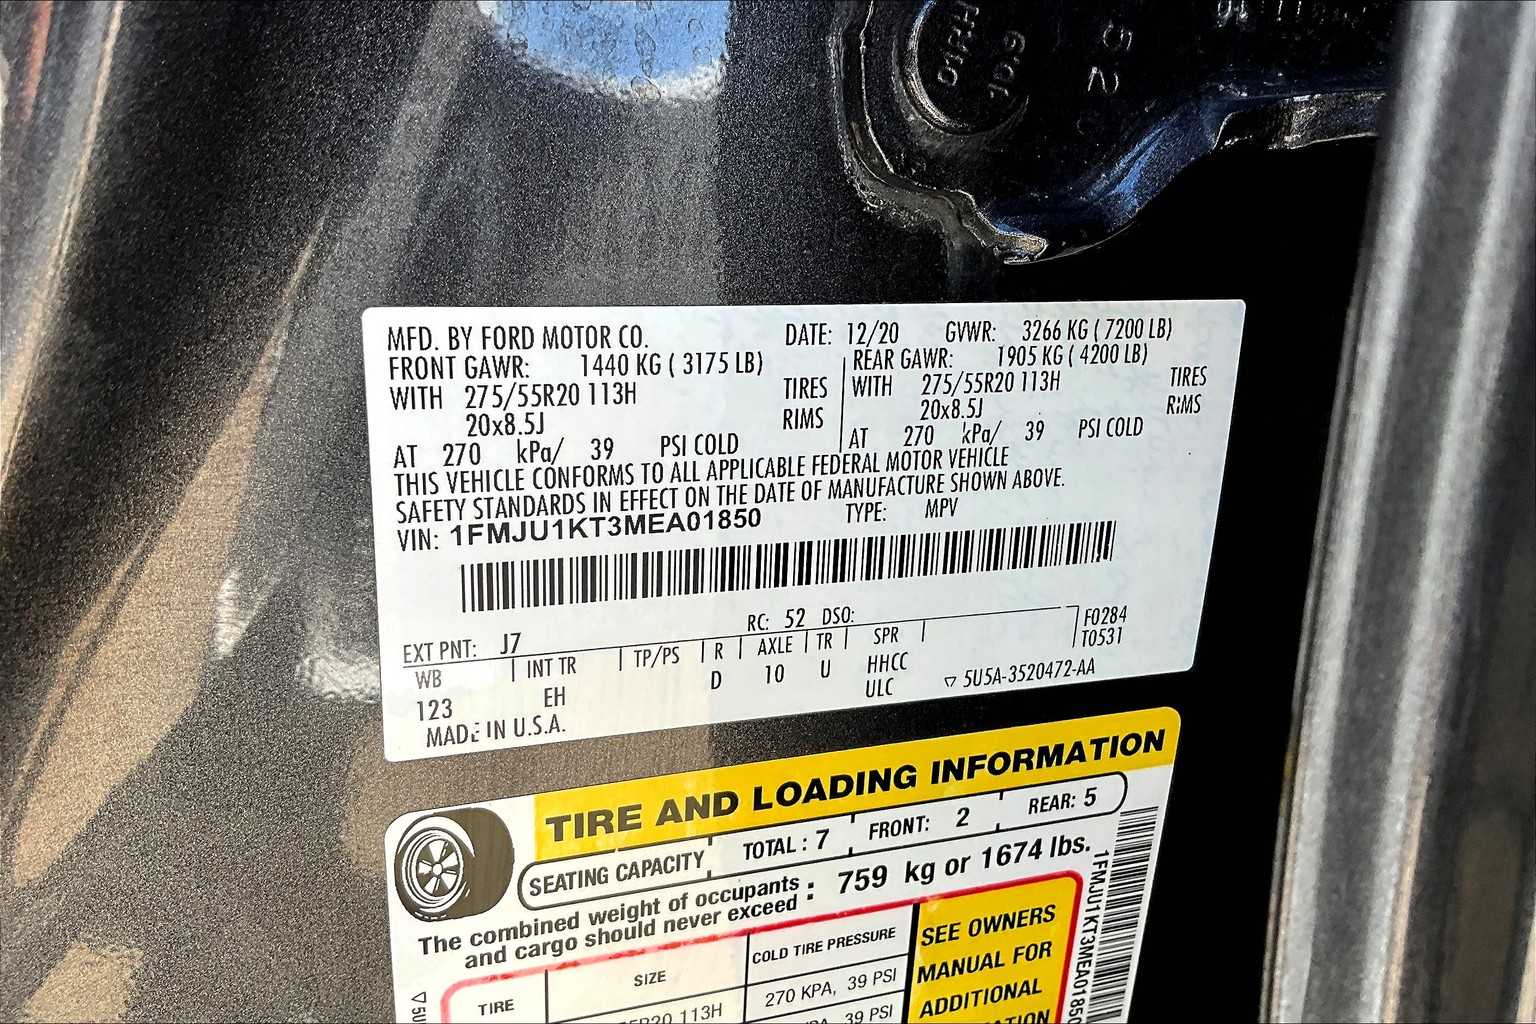 52
MFD. BY FORD MOTOR CO. DATE: 12/20 GVWR: 3266 KG ( 7200 LB)
FRONT GAWR: 1440 KG ( 3175 LB) REAR GAWR: 1905 KG ( 4200 LB)
WITH 275/55R20 113H TIRES WITH 275/55R20 113H TIRES
20x8.5J RIMS 20x8.5J RIMS
AT 270 kPa/ 39 PSI COLD AT 270 kPa/ 39 PSI COLD
THIS VEHICLE CONFORMS TO ALL APPLICABLE FEDERAL MOTOR VEHICLE
SAFETY STANDARDS IN EFFECT ON THE DATE OF MANUFACTURE SHOWN ABOVE.
VIN: 1FMJU1KT3MEA01850 TYPE: MPV
EXT PNT: J7 RC: 52 DSO: F0284
WB INT TR TP/PS R AXLE TR SPR T0531
123 EH D 10 U HHCC
ULC ▽ 5U5A-3520472-AA
MADE IN U.S.A.
TIRE AND LOADING INFORMATION
SEATING CAPACITY TOTAL : 7 FRONT: 2 REAR: 5
The combined weight of occupants
and cargo should never exceed : 759 kg or 1674 lbs.
TIRE SIZE COLD TIRE PRESSURE
113H 270 KPA, 39 PSI
39 PSI
SEE OWNERS
MANUAL FOR
ADDITIONAL
1FMJU1KT3MEA01850
▽5U